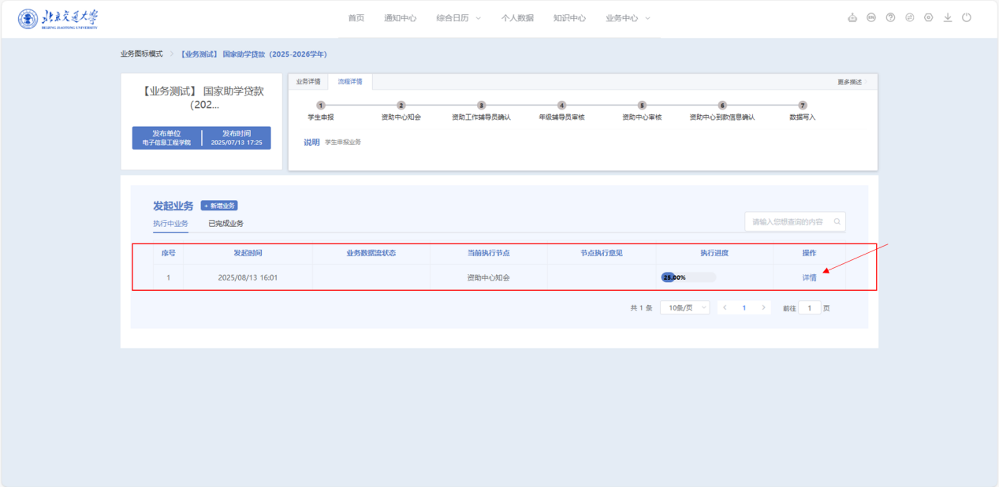 北京交通大学
BEIJING JIAOTONG UNIVERSITY
首页 通知中心 综合日历 个人数据 知识中心 业务中心
EN
业务图标模式 > 【业务测试】 国家助学贷款（2025-2026学年）
【业务测试】 国家助学贷款
(202...
发布单位 发布时间
电子信息工程学院 2025/07/13 17:25
业务详情 流程详情 更多描述
1 2 3 4 5 6 7
学生申报 资助中心知会 资助工作辅导员确认 年级辅导员审核 资助中心审核 资助中心到款信息确认 数据写入
说明 学生申报业务
发起业务 + 新增业务
执行中业务 已完成业务 请输入您想查询的内容
序号 发起时间 业务数据流状态 当前执行节点 节点执行意见 执行进度 操作
1 2025/08/13 16:01 资助中心知会 25.00% 详情
共 1 条 10条/页 < 1 > 前往 1 页